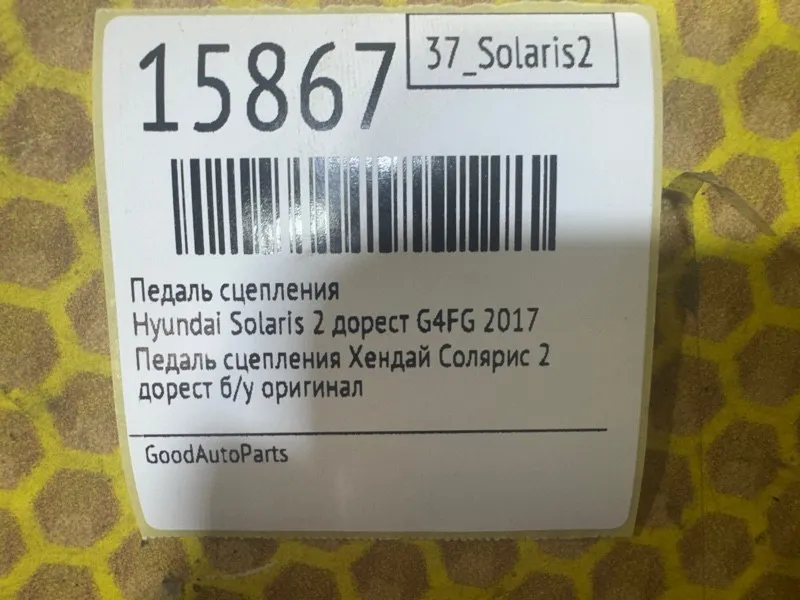 15867
37_Solaris2
Педаль сцепления
Hyundai Solaris 2 дорест G4FG 2017
Педаль сцепления Хендай Солярис 2
дорест б/у оригинал
GoodAutoParts